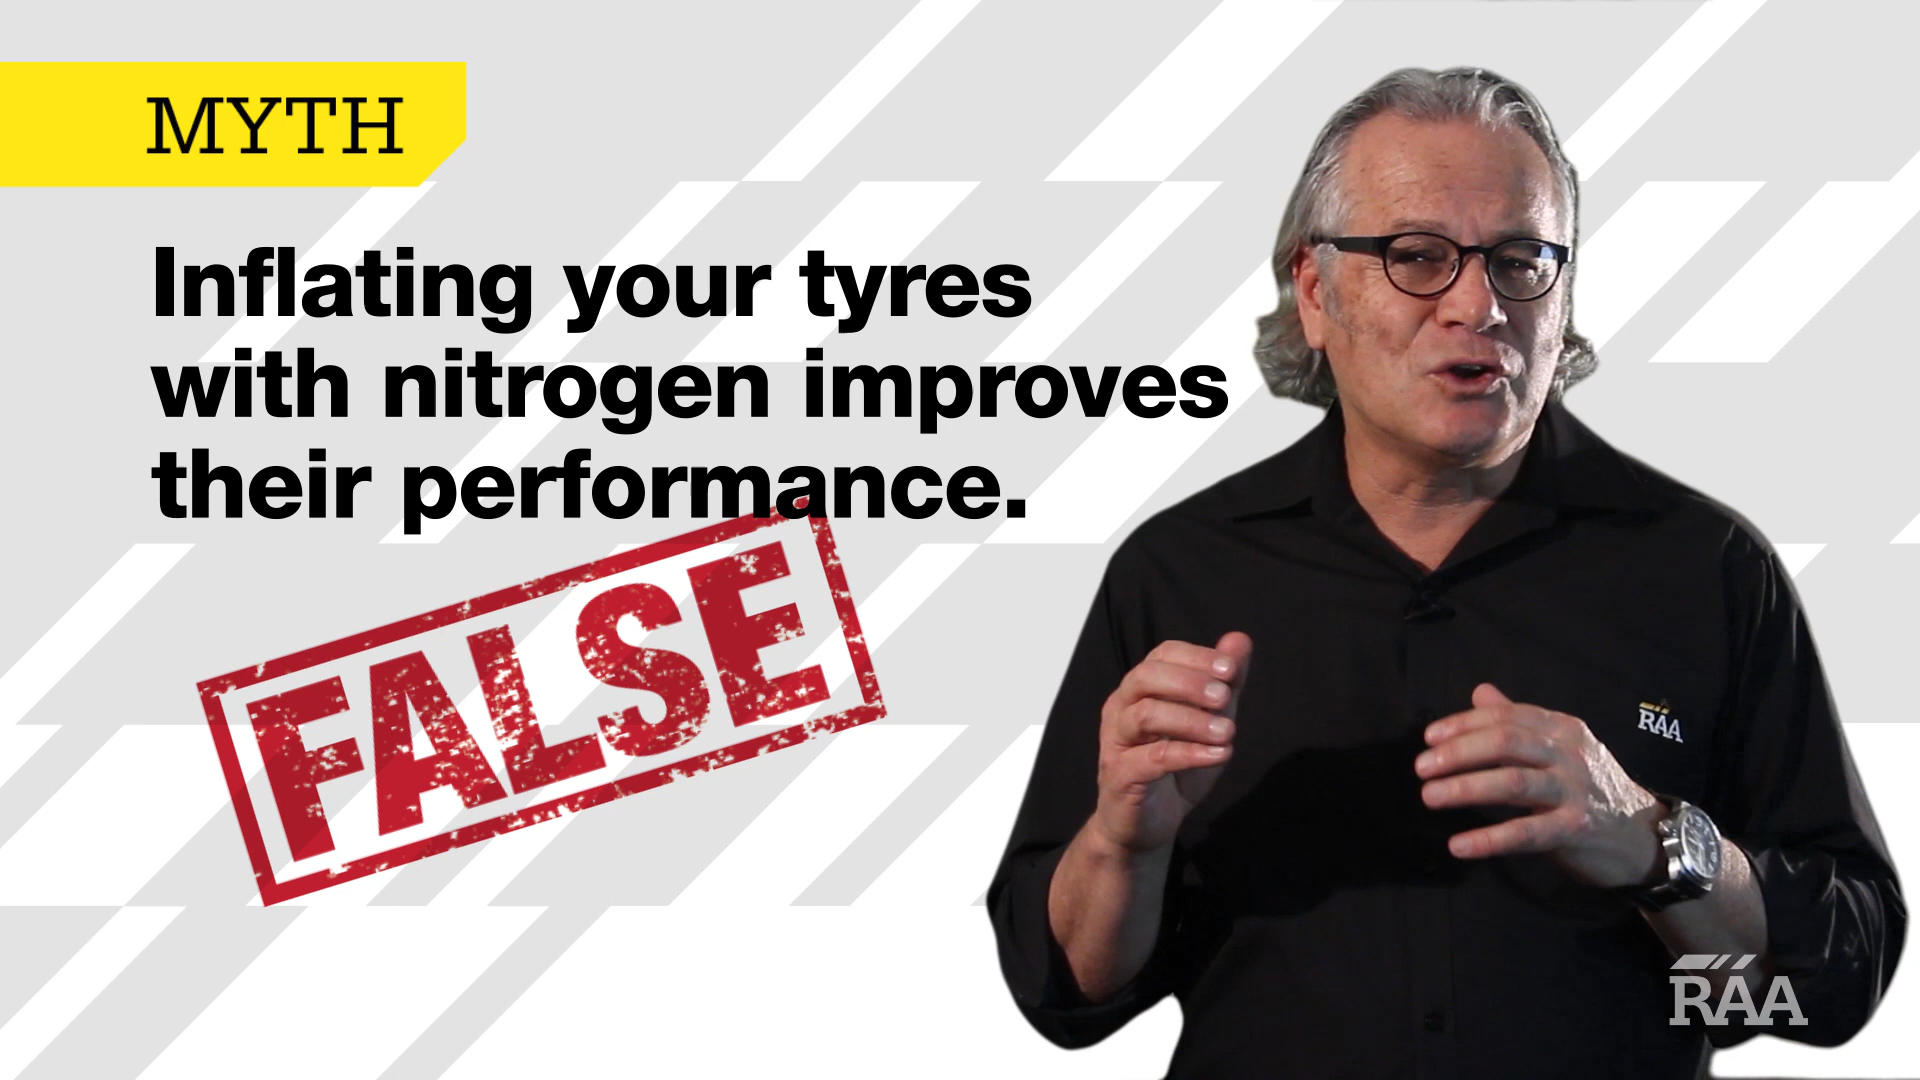 MYTH
Inflating your tyres
with nitrogen improves
their performance.
FALSE
RAA
RAA